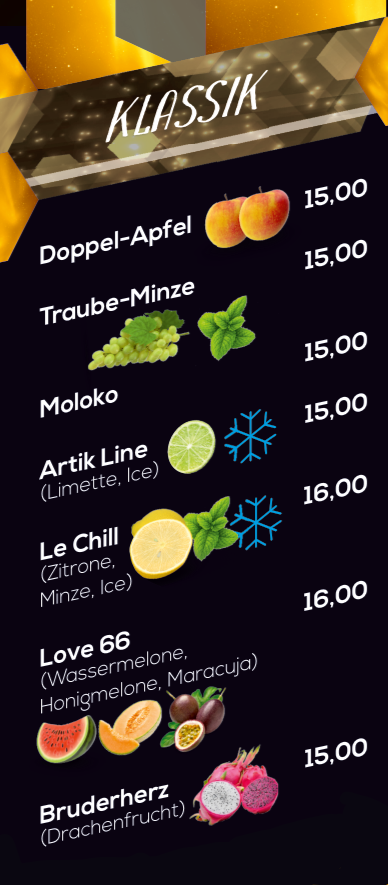 KLASSIK
Doppel-Apfel 15,00
Traube-Minze 15,00
Moloko 15,00
Artik Line 15,00
(Limette, Ice)
Le Chill 16,00
(Zitrone,
Minze, Ice)
Love 66 16,00
(Wassermelone,
Honigmelone, Maracuja)
Bruderherz 15,00
(Drachenfrucht)